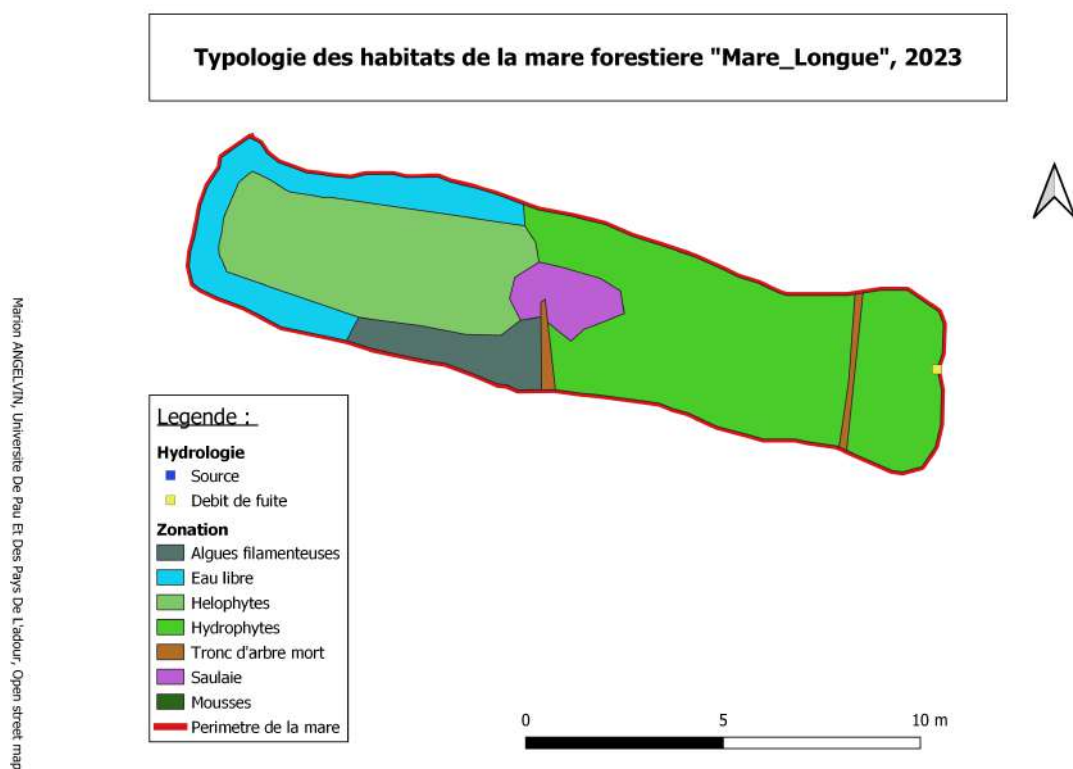 Typologie des habitats de la mare forestiere "Mare_Longue", 2023
Marion ANGELVIN, Universite De Pau Et Des Pays De L'adour, Open street map
Legende :
Hydrologie
Source
Debit de fuite
Zonation
Algues filamenteuses
Eau libre
Helophytes
Hydrophytes
Tronc d'arbre mort
Saulaie
Mousses
Perimetre de la mare
0 5 10 m